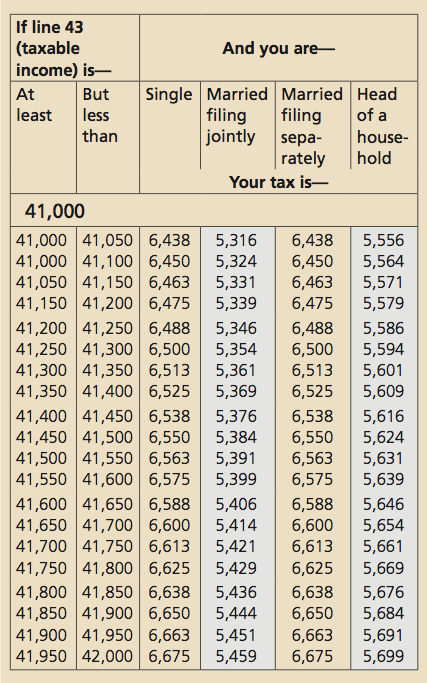 If line 43
(taxable
income) is—
And you are—
At
least
But
less
than
Single
Married
filing
jointly
Married
filing
sepa-
rately
Head
of a
house-
hold
Your tax is—
41,000
41,000 41,050 6,438 5,316 6,438 5,556
41,000 41,100 6,450 5,324 6,450 5,564
41,050 41,150 6,463 5,331 6,463 5,571
41,150 41,200 6,475 5,339 6,475 5,579
41,200 41,250 6,488 5,346 6,488 5,586
41,250 41,300 6,500 5,354 6,500 5,594
41,300 41,350 6,513 5,361 6,513 5,601
41,350 41,400 6,525 5,369 6,525 5,609
41,400 41,450 6,538 5,376 6,538 5,616
41,450 41,500 6,550 5,384 6,550 5,624
41,500 41,550 6,563 5,391 6,563 5,631
41,550 41,600 6,575 5,399 6,575 5,639
41,600 41,650 6,588 5,406 6,588 5,646
41,650 41,700 6,600 5,414 6,600 5,654
41,700 41,750 6,613 5,421 6,613 5,661
41,750 41,800 6,625 5,429 6,625 5,669
41,800 41,850 6,638 5,436 6,638 5,676
41,850 41,900 6,650 5,444 6,650 5,684
41,900 41,950 6,663 5,451 6,663 5,691
41,950 42,000 6,675 5,459 6,675 5,699